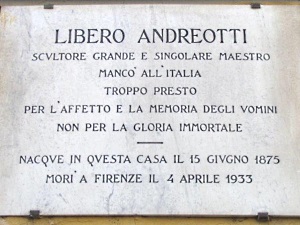 LIBERO ANDREOTTI
SCVLTORE GRANDE E SINGOLARE MAESTRO
MANCO' ALL'ITALIA
TROPPO PRESTO
PER L'AFFETTO E LA MEMORIA DEGLI VOMINI
NON PER LA GLORIA IMMORTALE
NACQVE IN QVESTA CASA IL 15 GIVGNO 1875
MORI' A FIRENZE IL 4 APRILE 1933